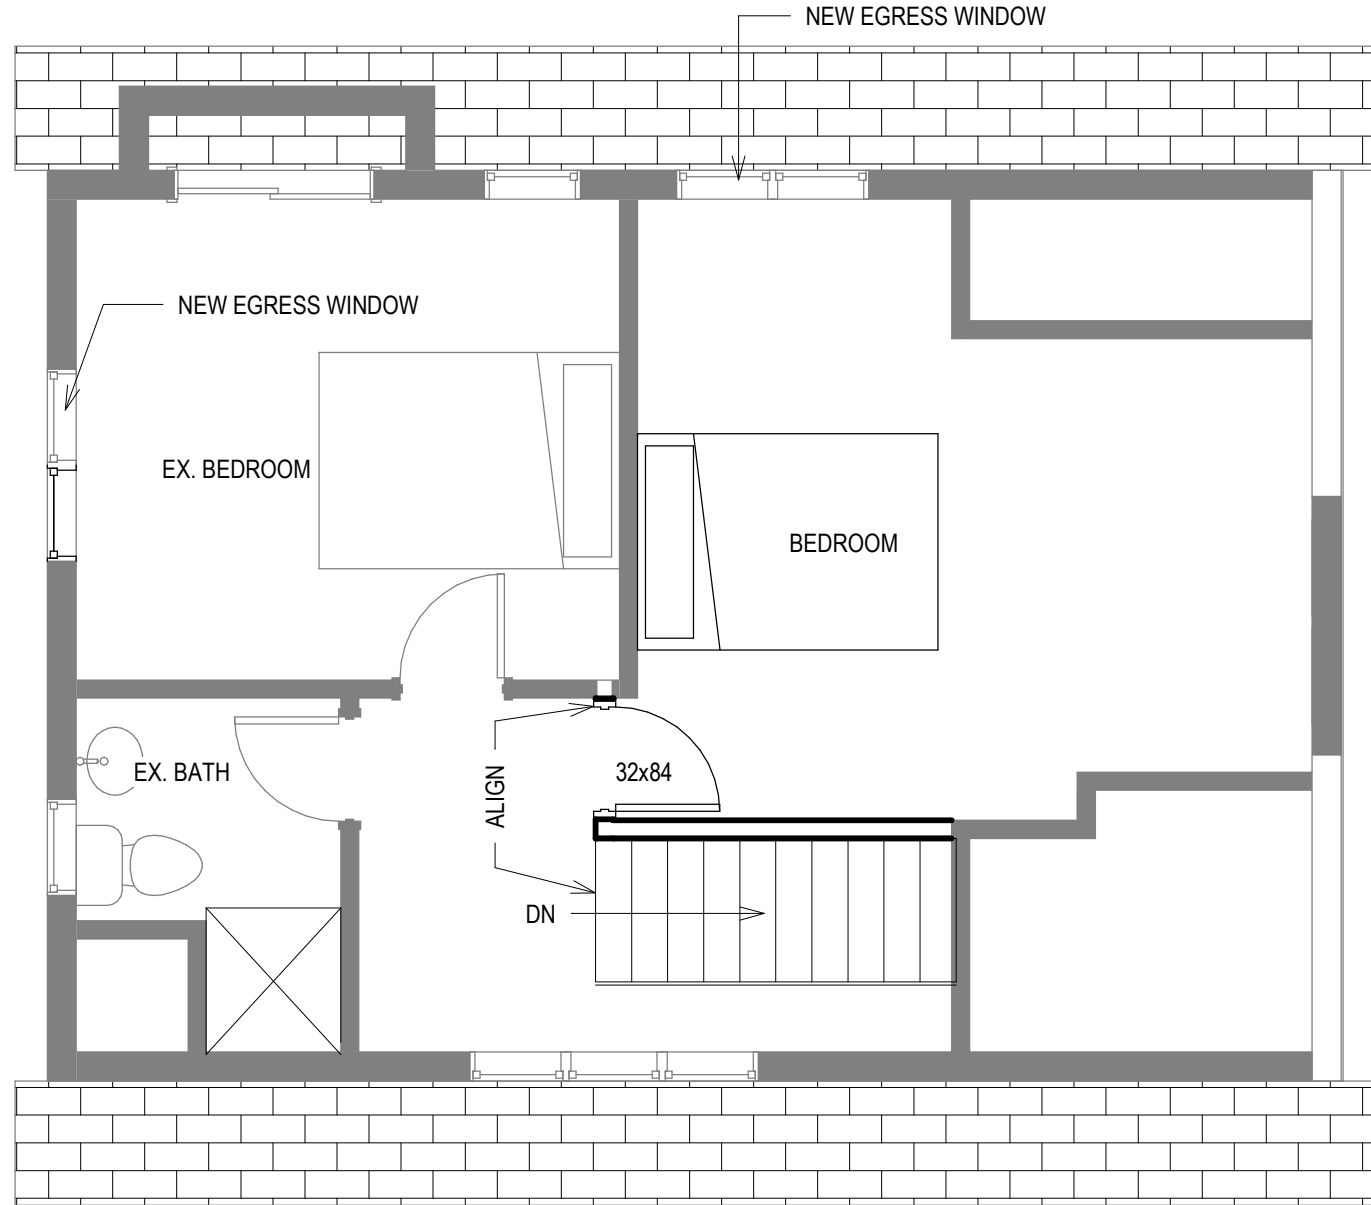 NEW EGRESS WINDOW
NEW EGRESS WINDOW
EX. BEDROOM
BEDROOM
EX. BATH
ALIGN
32x84
DN